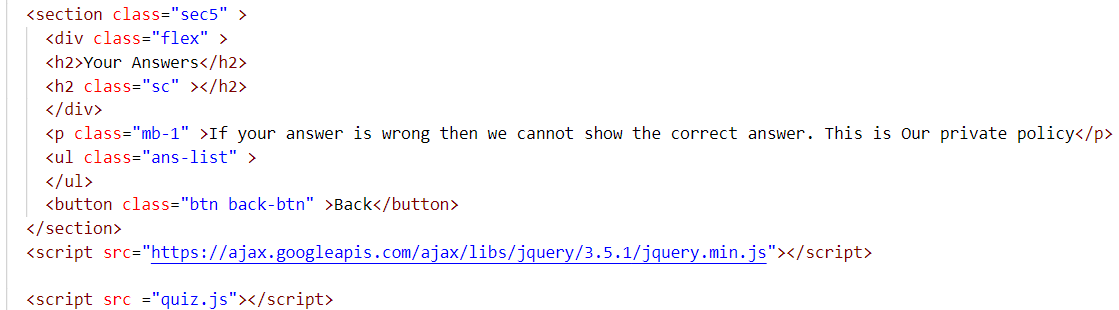 <section class="sec5" >
<div class="flex" >
<h2>Your Answers</h2>
<h2 class="sc" ></h2>
</div>
<p class="mb-1" >If your answer is wrong then we cannot show the correct answer. This is Our private policy</p>
<ul class="ans-list" >
</ul>
<button class="btn back-btn" >Back</button>
</section>
<script src="https://ajax.googleapis.com/ajax/libs/jquery/3.5.1/jquery.min.js"></script>
<script src ="quiz.js"></script>